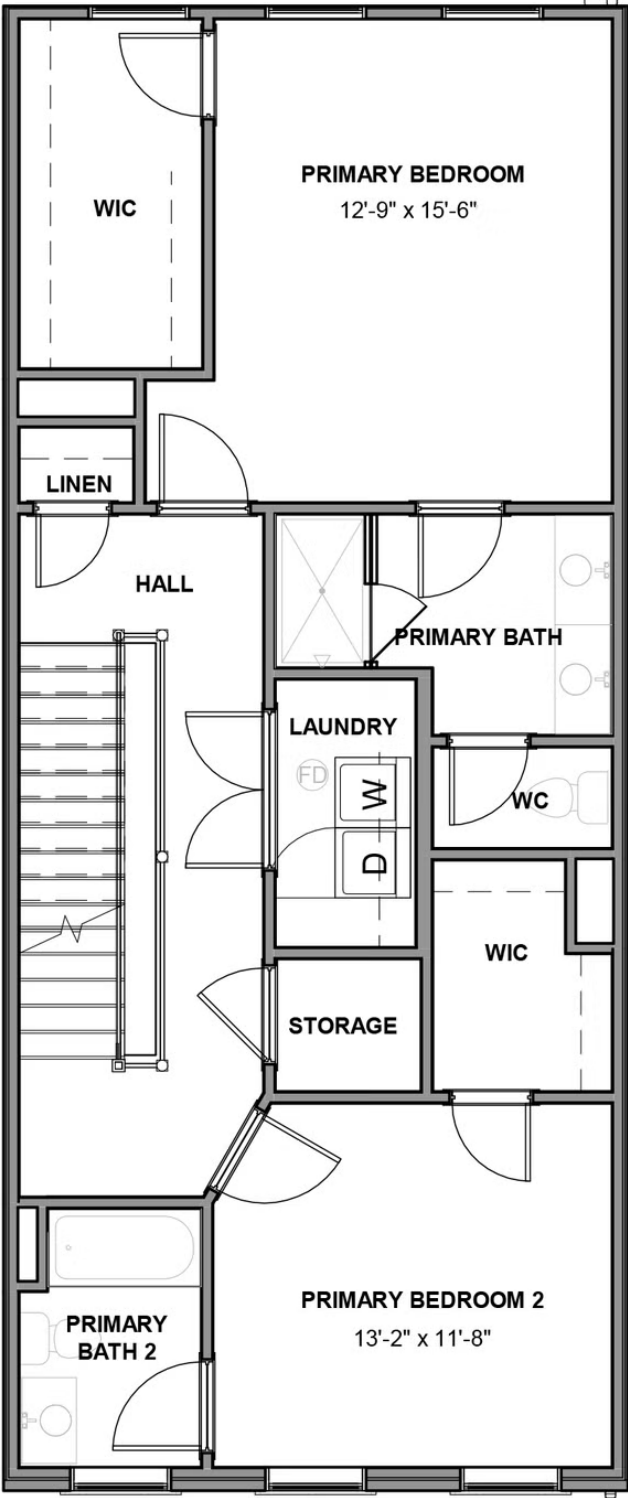 PRIMARY BEDROOM
12'-9" x 15'-6"
WIC
LINEN
HALL
PRIMARY BATH
LAUNDRY
FD
W
D
WC
WIC
STORAGE
PRIMARY BEDROOM 2
13'-2" x 11'-8"
PRIMARY
BATH 2